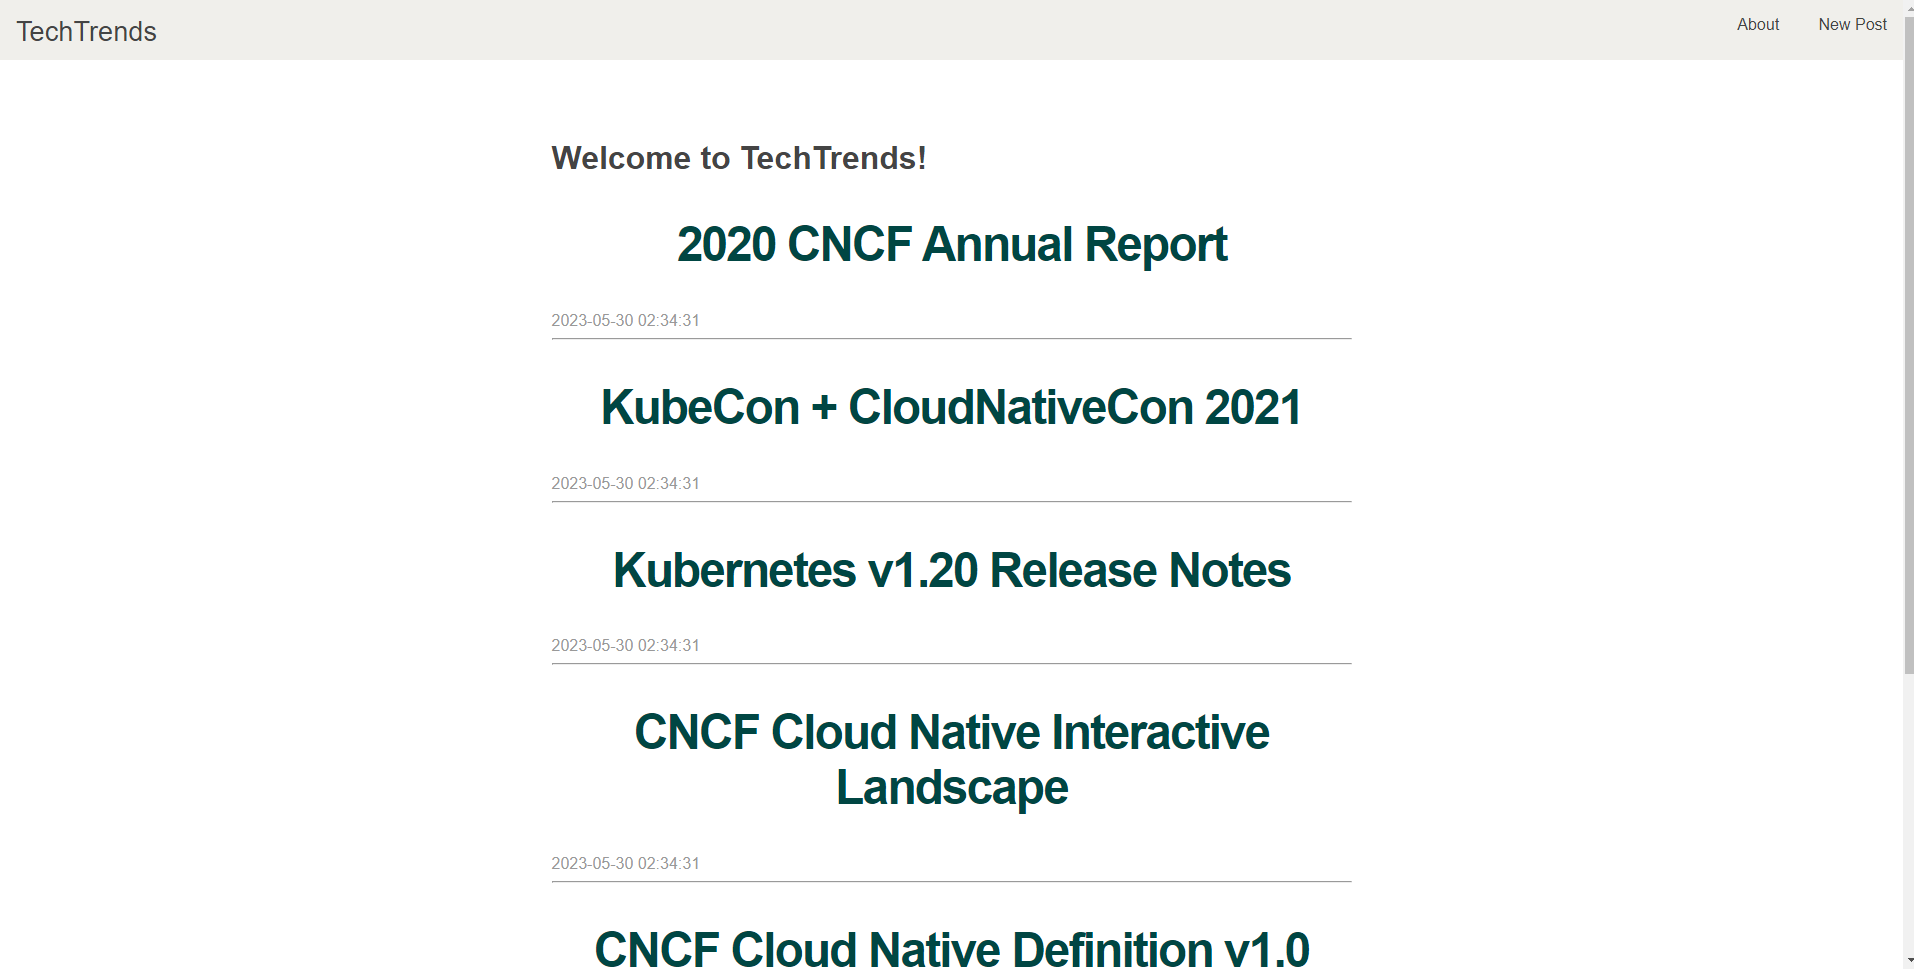 TechTrends
About
New Post
Welcome to TechTrends!
2020 CNCF Annual Report
2023-05-30 02:34:31
KubeCon + CloudNativeCon 2021
2023-05-30 02:34:31
Kubernetes v1.20 Release Notes
2023-05-30 02:34:31
CNCF Cloud Native Interactive
Landscape
2023-05-30 02:34:31
CNCF Cloud Native Definition v1.0